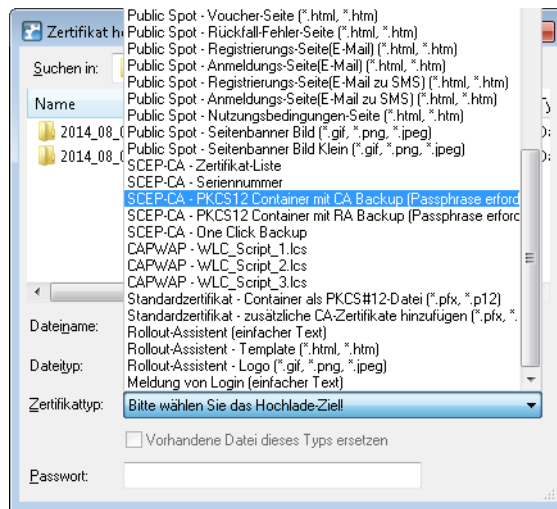 Zertifikat h
Public Spot - Voucher-Seite (*.html, *.htm)
Public Spot - Rückfall-Fehler-Seite (*.html, *.htm)
Public Spot - Registrierungs-Seite(E-Mail) (*.html, *.htm)
Public Spot - Anmeldungs-Seite(E-Mail) (*.html, *.htm)
Public Spot - Registrierungs-Seite(E-Mail zu SMS) (*.html, *.htm)
Public Spot - Anmeldungs-Seite(E-Mail zu SMS) (*.html, *.htm)
Public Spot - Nutzungsbedingungen-Seite (*.html, *.htm)
Public Spot - Seitenbanner Bild (*.gif, *.png, *.jpeg)
Public Spot - Seitenbanner Bild Klein (*.gif, *.png, *.jpeg)
SCEP-CA - Zertifikat-Liste
SCEP-CA - Seriennummer
SCEP-CA - PKCS12 Container mit CA Backup (Passphrase erford
SCEP-CA - PKCS12 Container mit RA Backup (Passphrase erford
SCEP-CA - One Click Backup
CAPWAP - WLC_Script_1.lcs
CAPWAP - WLC_Script_2.lcs
CAPWAP - WLC_Script_3.lcs
Standardzertifikat - Container als PKCS#12-Datei (*.pfx, *.p12)
Standardzertifikat - zusätzliche CA-Zertifikate hinzufügen (*.pfx, *.
Rollout-Assistent (einfacher Text)
Rollout-Assistent - Template (*.html, *.htm)
Rollout-Assistent - Logo (*.gif, *.png, *.jpeg)
Meldung von Login (einfacher Text)
Suchen in:
Name
2014_08_0
2014_08_0
Dateiname:
Dateityp:
Zertifikattyp: Bitte wählen Sie das Hochlade-Ziel!
Vorhandene Datei dieses Typs ersetzen
Passwort: